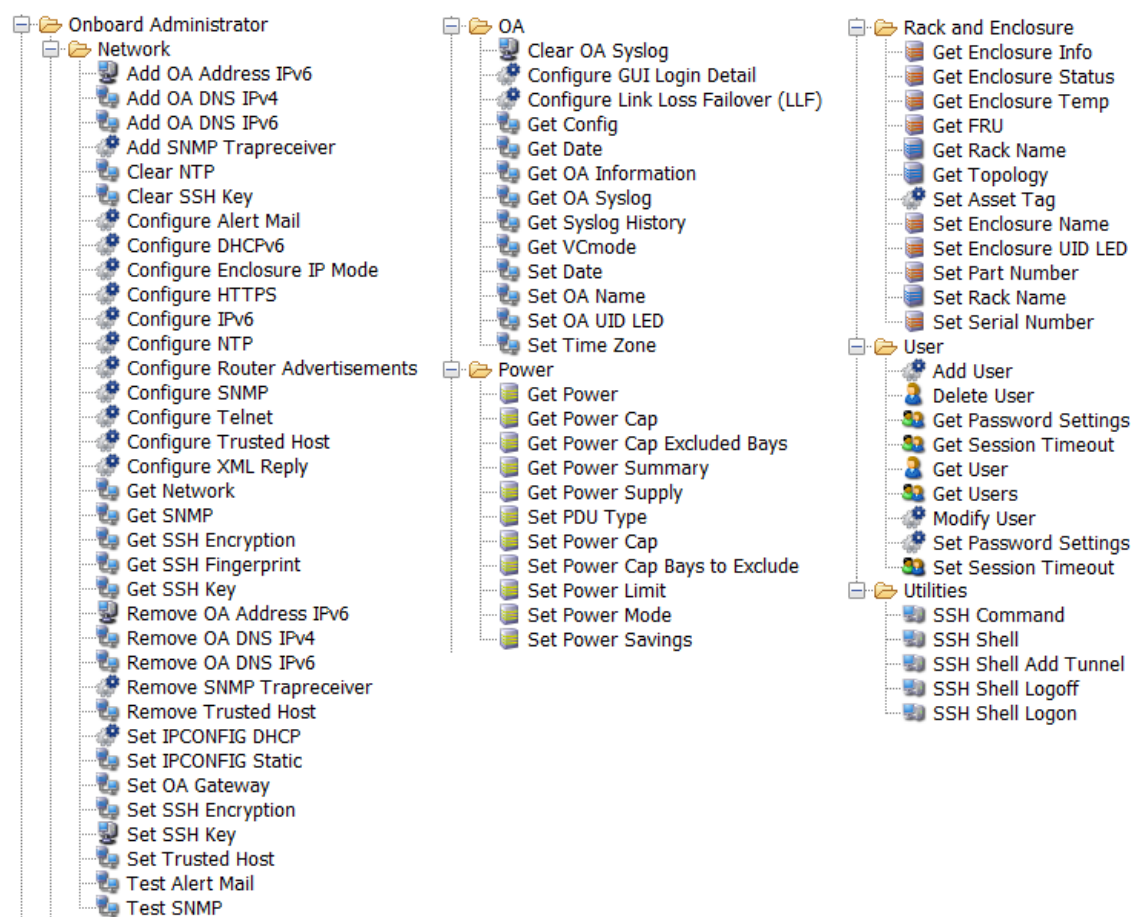 Onboard Administrator
Network
Add OA Address IPv6
Add OA DNS IPv4
Add OA DNS IPv6
Add SNMP Trapreceiver
Clear NTP
Clear SSH Key
Configure Alert Mail
Configure DHCPv6
Configure Enclosure IP Mode
Configure HTTPS
Configure IPv6
Configure NTP
Configure Router Advertisements
Configure SNMP
Configure Telnet
Configure Trusted Host
Configure XML Reply
Get Network
Get SNMP
Get SSH Encryption
Get SSH Fingerprint
Get SSH Key
Remove OA Address IPv6
Remove OA DNS IPv4
Remove OA DNS IPv6
Remove SNMP Trapreceiver
Remove Trusted Host
Set IPCONFIG DHCP
Set IPCONFIG Static
Set OA Gateway
Set SSH Encryption
Set SSH Key
Set Trusted Host
Test Alert Mail
Test SNMP
OA
Clear OA Syslog
Configure GUI Login Detail
Configure Link Loss Failover (LLF)
Get Config
Get Date
Get OA Information
Get OA Syslog
Get Syslog History
Get VCmode
Set Date
Set OA Name
Set OA UID LED
Set Time Zone
Power
Get Power
Get Power Cap
Get Power Cap Excluded Bays
Get Power Summary
Get Power Supply
Set PDU Type
Set Power Cap
Set Power Cap Bays to Exclude
Set Power Limit
Set Power Mode
Set Power Savings
Rack and Enclosure
Get Enclosure Info
Get Enclosure Status
Get Enclosure Temp
Get FRU
Get Rack Name
Get Topology
Set Asset Tag
Set Enclosure Name
Set Enclosure UID LED
Set Part Number
Set Rack Name
Set Serial Number
User
Add User
Delete User
Get Password Settings
Get Session Timeout
Get User
Get Users
Modify User
Set Password Settings
Set Session Timeout
Utilities
SSH Command
SSH Shell
SSH Shell Add Tunnel
SSH Shell Logoff
SSH Shell Logon